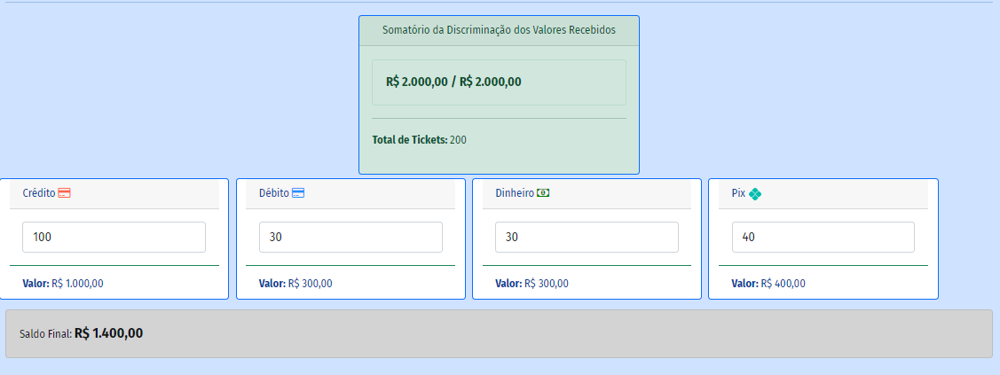 Somatório da Discriminação dos Valores Recebidos
R$ 2.000,00 / R$ 2.000,00
Total de Tickets: 200
Crédito
100
Valor: R$ 1.000,00
Débito
30
Valor: R$ 300,00
Dinheiro
30
Valor: R$ 300,00
Pix
40
Valor: R$ 400,00
Saldo Final: R$ 1.400,00